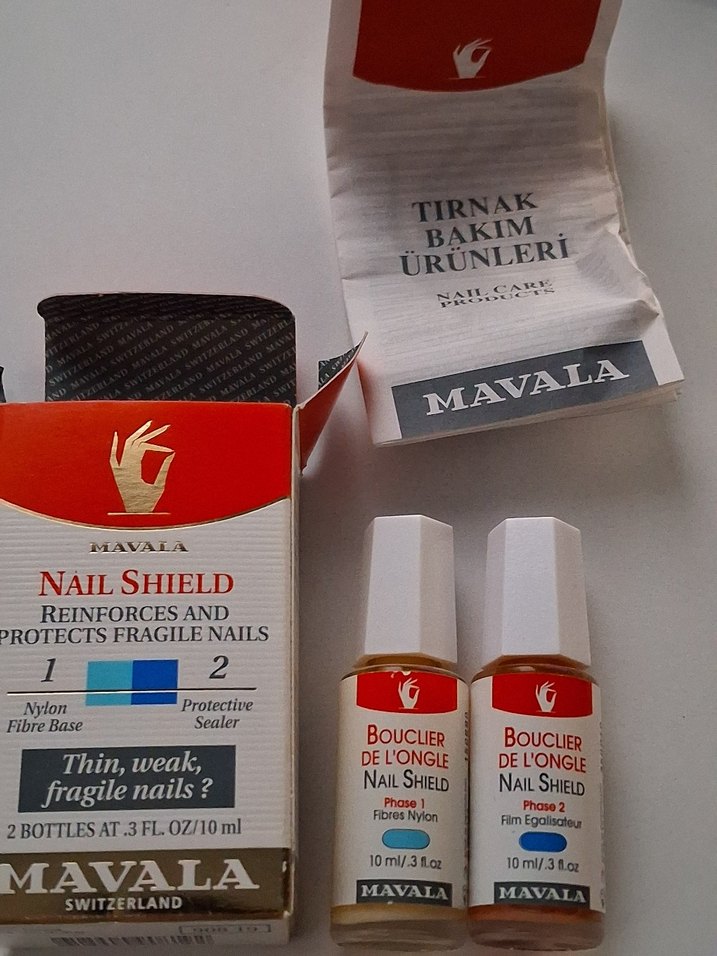 TIRNAK
BAKIM
ÜRÜNLERİ
NAIL CARE
PRODUCTS
MAVALA
MAVALA
NAIL SHIELD
REINFORCES AND
PROTECTS FRAGILE NAILS
1 2
Nylon
Fibre Base
Protective
Sealer
Thin, weak,
fragile nails ?
2 BOTTLES AT .3 FL. OZ/10 ml
MAVALA
SWITZERLAND
BOUCLIER
DE L'ONGLE
NAIL SHIELD
Phase 1
Fibres Nylon
10 ml/.3 fl.oz
MAVALA
BOUCLIER
DE L'ONGLE
NAIL SHIELD
Phase 2
Film Egalisateur
10 ml/.3 fl.oz
MAVALA